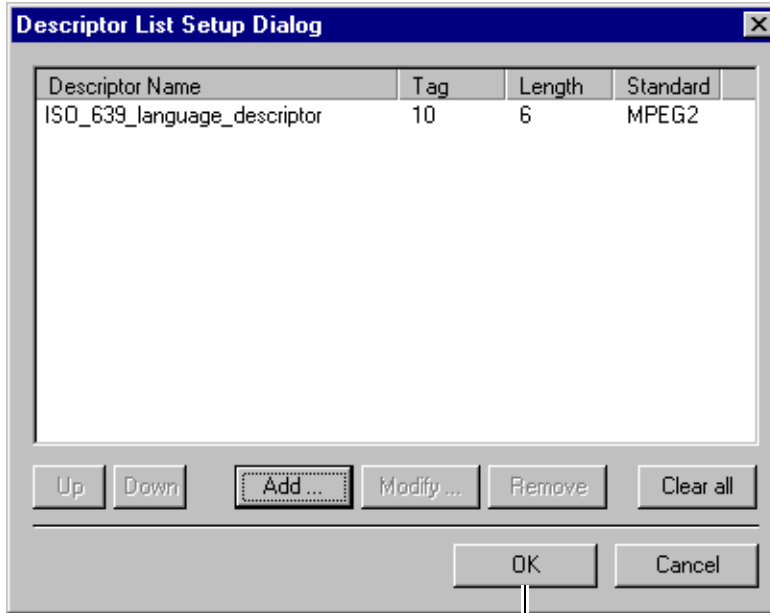 Descriptor List Setup Dialog
Descriptor Name Tag Length Standard
ISO_639_language_descriptor 10 6 MPEG2
Up Down Add ... Modify ... Remove Clear all
OK Cancel